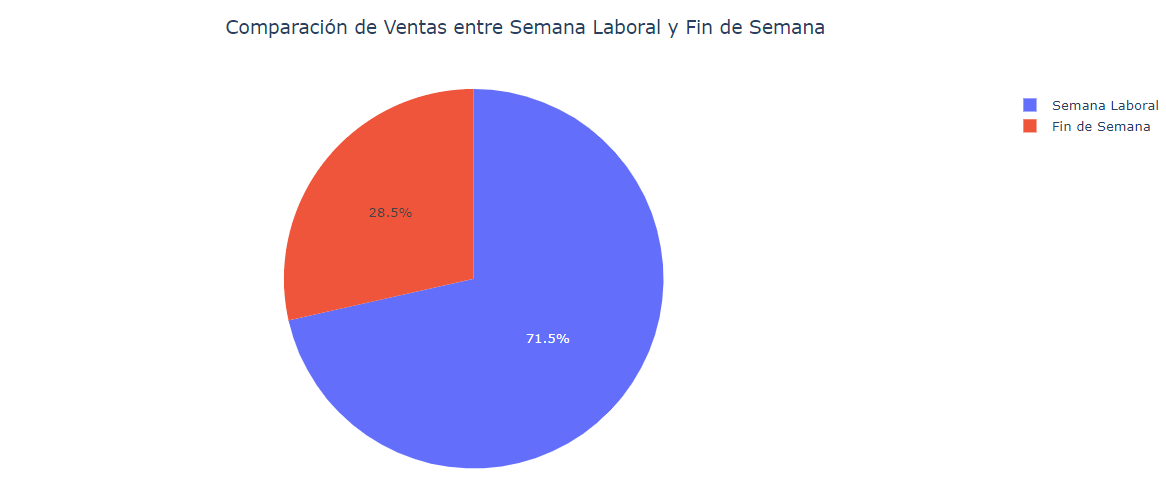 Comparación de Ventas entre Semana Laboral y Fin de Semana
Semana Laboral
Fin de Semana
28.5%
71.5%